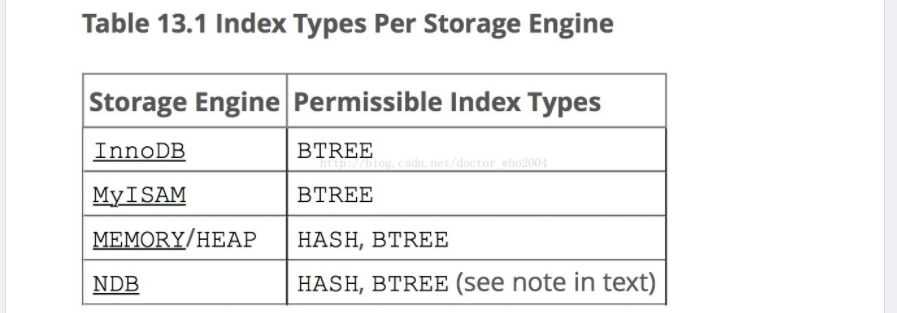 Table 13.1 Index Types Per Storage Engine
Storage Engine Permissible Index Types
InnoDB BTREE
http://blog.csdn.net/doctor_who2004
MyISAM BTREE
MEMORY/HEAP HASH, BTREE
NDB HASH, BTREE (see note in text)